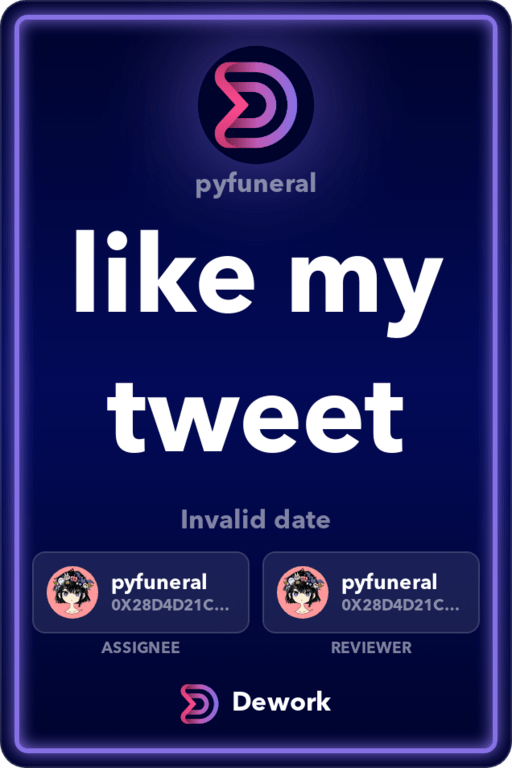 pyfuneral
like my
tweet
Invalid date
pyfuneral
0X28D4D21C...
ASSIGNEE
pyfuneral
0X28D4D21C...
REVIEWER
Dework